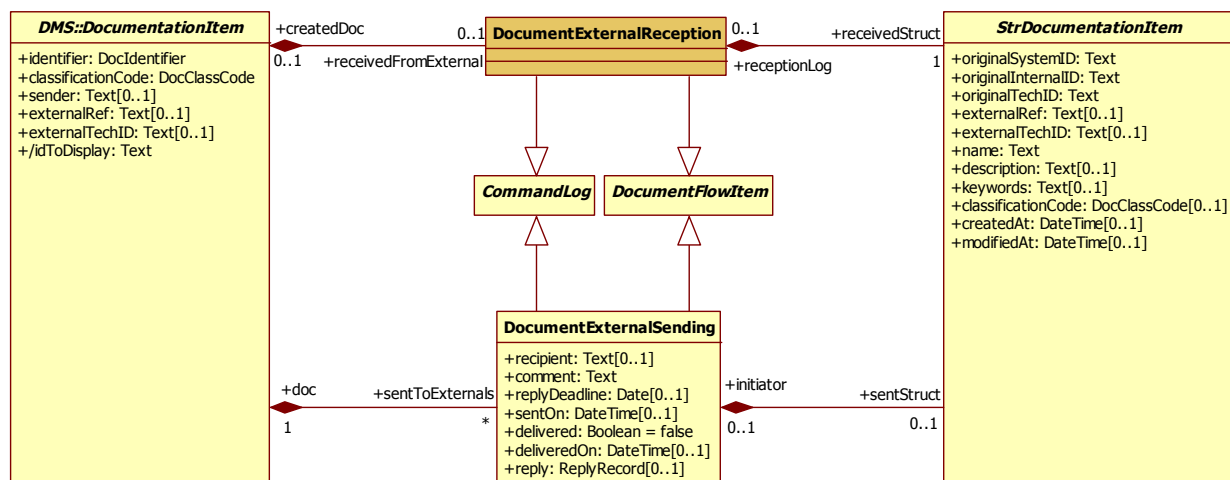 DMS::DocumentationItem
+identifier: DocIdentifier
+classificationCode: DocClassCode
+sender: Text[0..1]
+externalRef: Text[0..1]
+externalTechID: Text[0..1]
+/idToDisplay: Text
+createdDoc
0..1
0..1
+receivedFromExternal
DocumentExternalReception
0..1
+receivedStruct
+receptionLog
1
StrDocumentationItem
+originalSystemID: Text
+originalInternalID: Text
+originalTechID: Text
+externalRef: Text[0..1]
+externalTechID: Text[0..1]
+name: Text
+description: Text[0..1]
+keywords: Text[0..1]
+classificationCode: DocClassCode[0..1]
+createdAt: DateTime[0..1]
+modifiedAt: DateTime[0..1]
CommandLog
DocumentFlowItem
DocumentExternalSending
+recipient: Text[0..1]
+comment: Text
+replyDeadline: Date[0..1]
+sentOn: DateTime[0..1]
+delivered: Boolean = false
+deliveredOn: DateTime[0..1]
+reply: ReplyRecord[0..1]
+doc
+sentToExternals
1
*
+initiator
+sentStruct
0..1
0..1